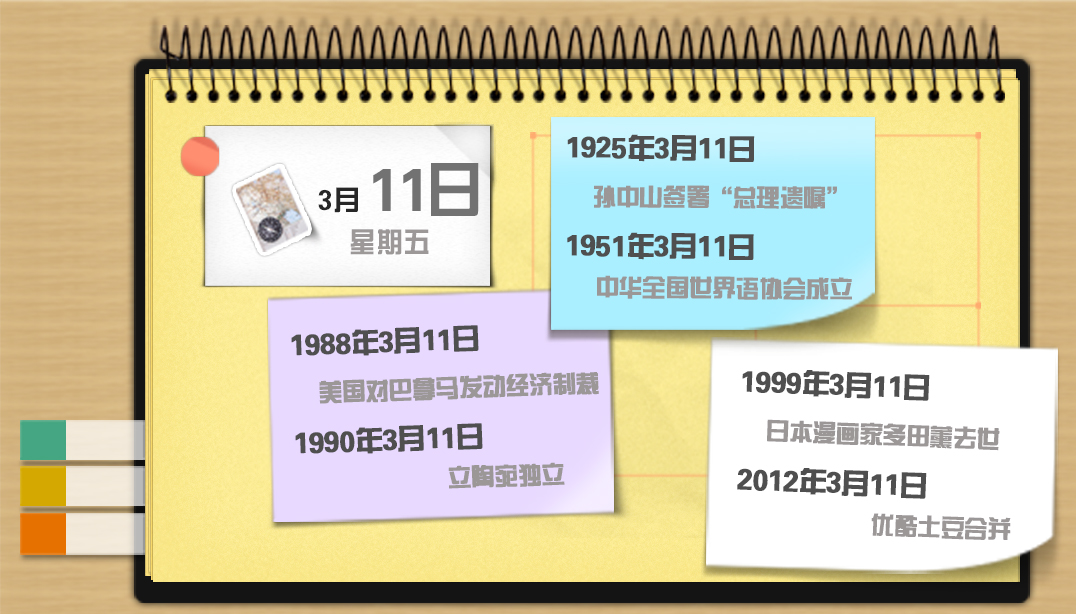 3月 11日
星期五
1925年3月11日
孙中山签署“总理遗嘱”
1951年3月11日
中华全国世界语协会成立
1988年3月11日
美国对巴拿马发动经济制裁
1990年3月11日
立陶宛独立
1999年3月11日
日本漫画家多田薰去世
2012年3月11日
优酷土豆合并